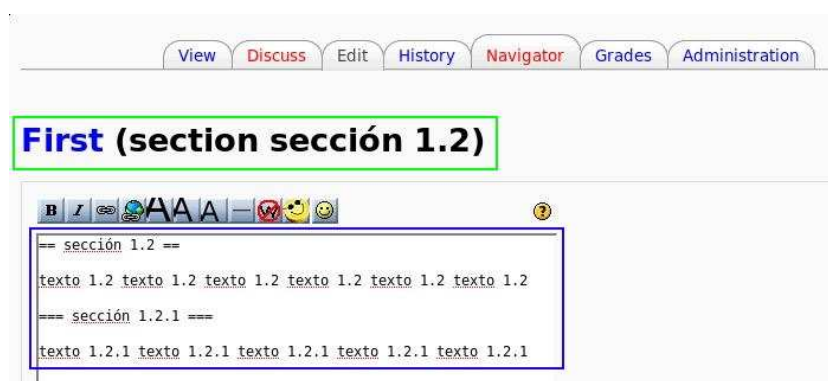 View Discuss Edit History Navigator Grades Administration
First (section sección 1.2)
B I A A A W ?
== sección 1.2 ==
texto 1.2 texto 1.2 texto 1.2 texto 1.2 texto 1.2 texto 1.2
=== sección 1.2.1 ===
texto 1.2.1 texto 1.2.1 texto 1.2.1 texto 1.2.1 texto 1.2.1